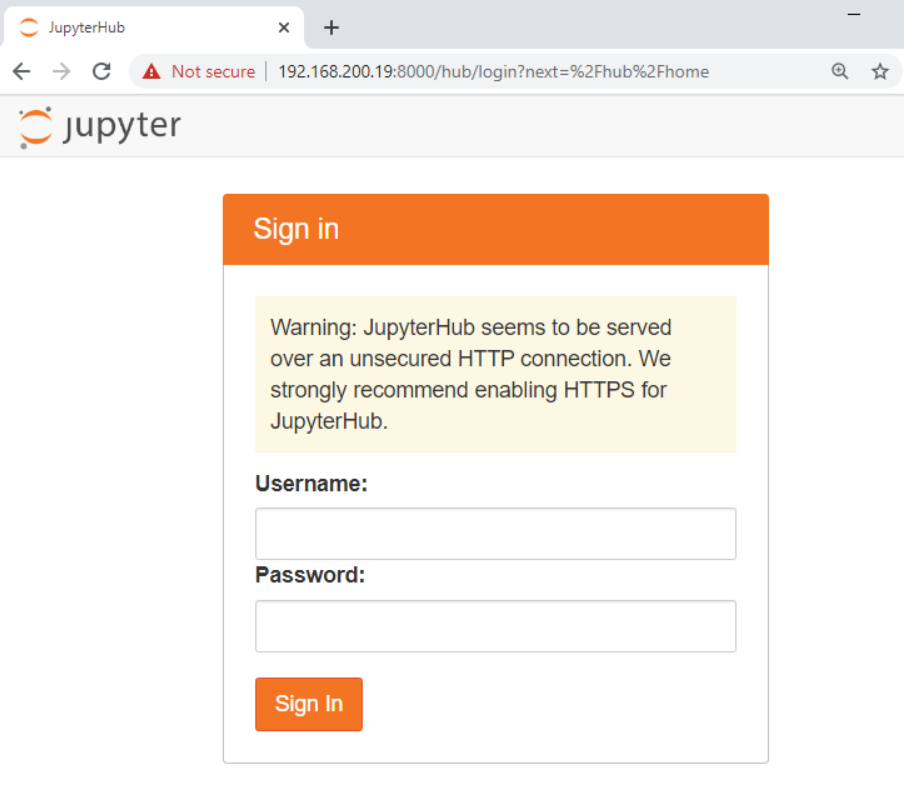 JupyterHub
Not secure 192.168.200.19:8000/hub/login?next=%2Fhub%2Fhome
jupyter
Sign in
Warning: JupyterHub seems to be served
over an unsecured HTTP connection. We
strongly recommend enabling HTTPS for
JupyterHub.
Username:
Password:
Sign In